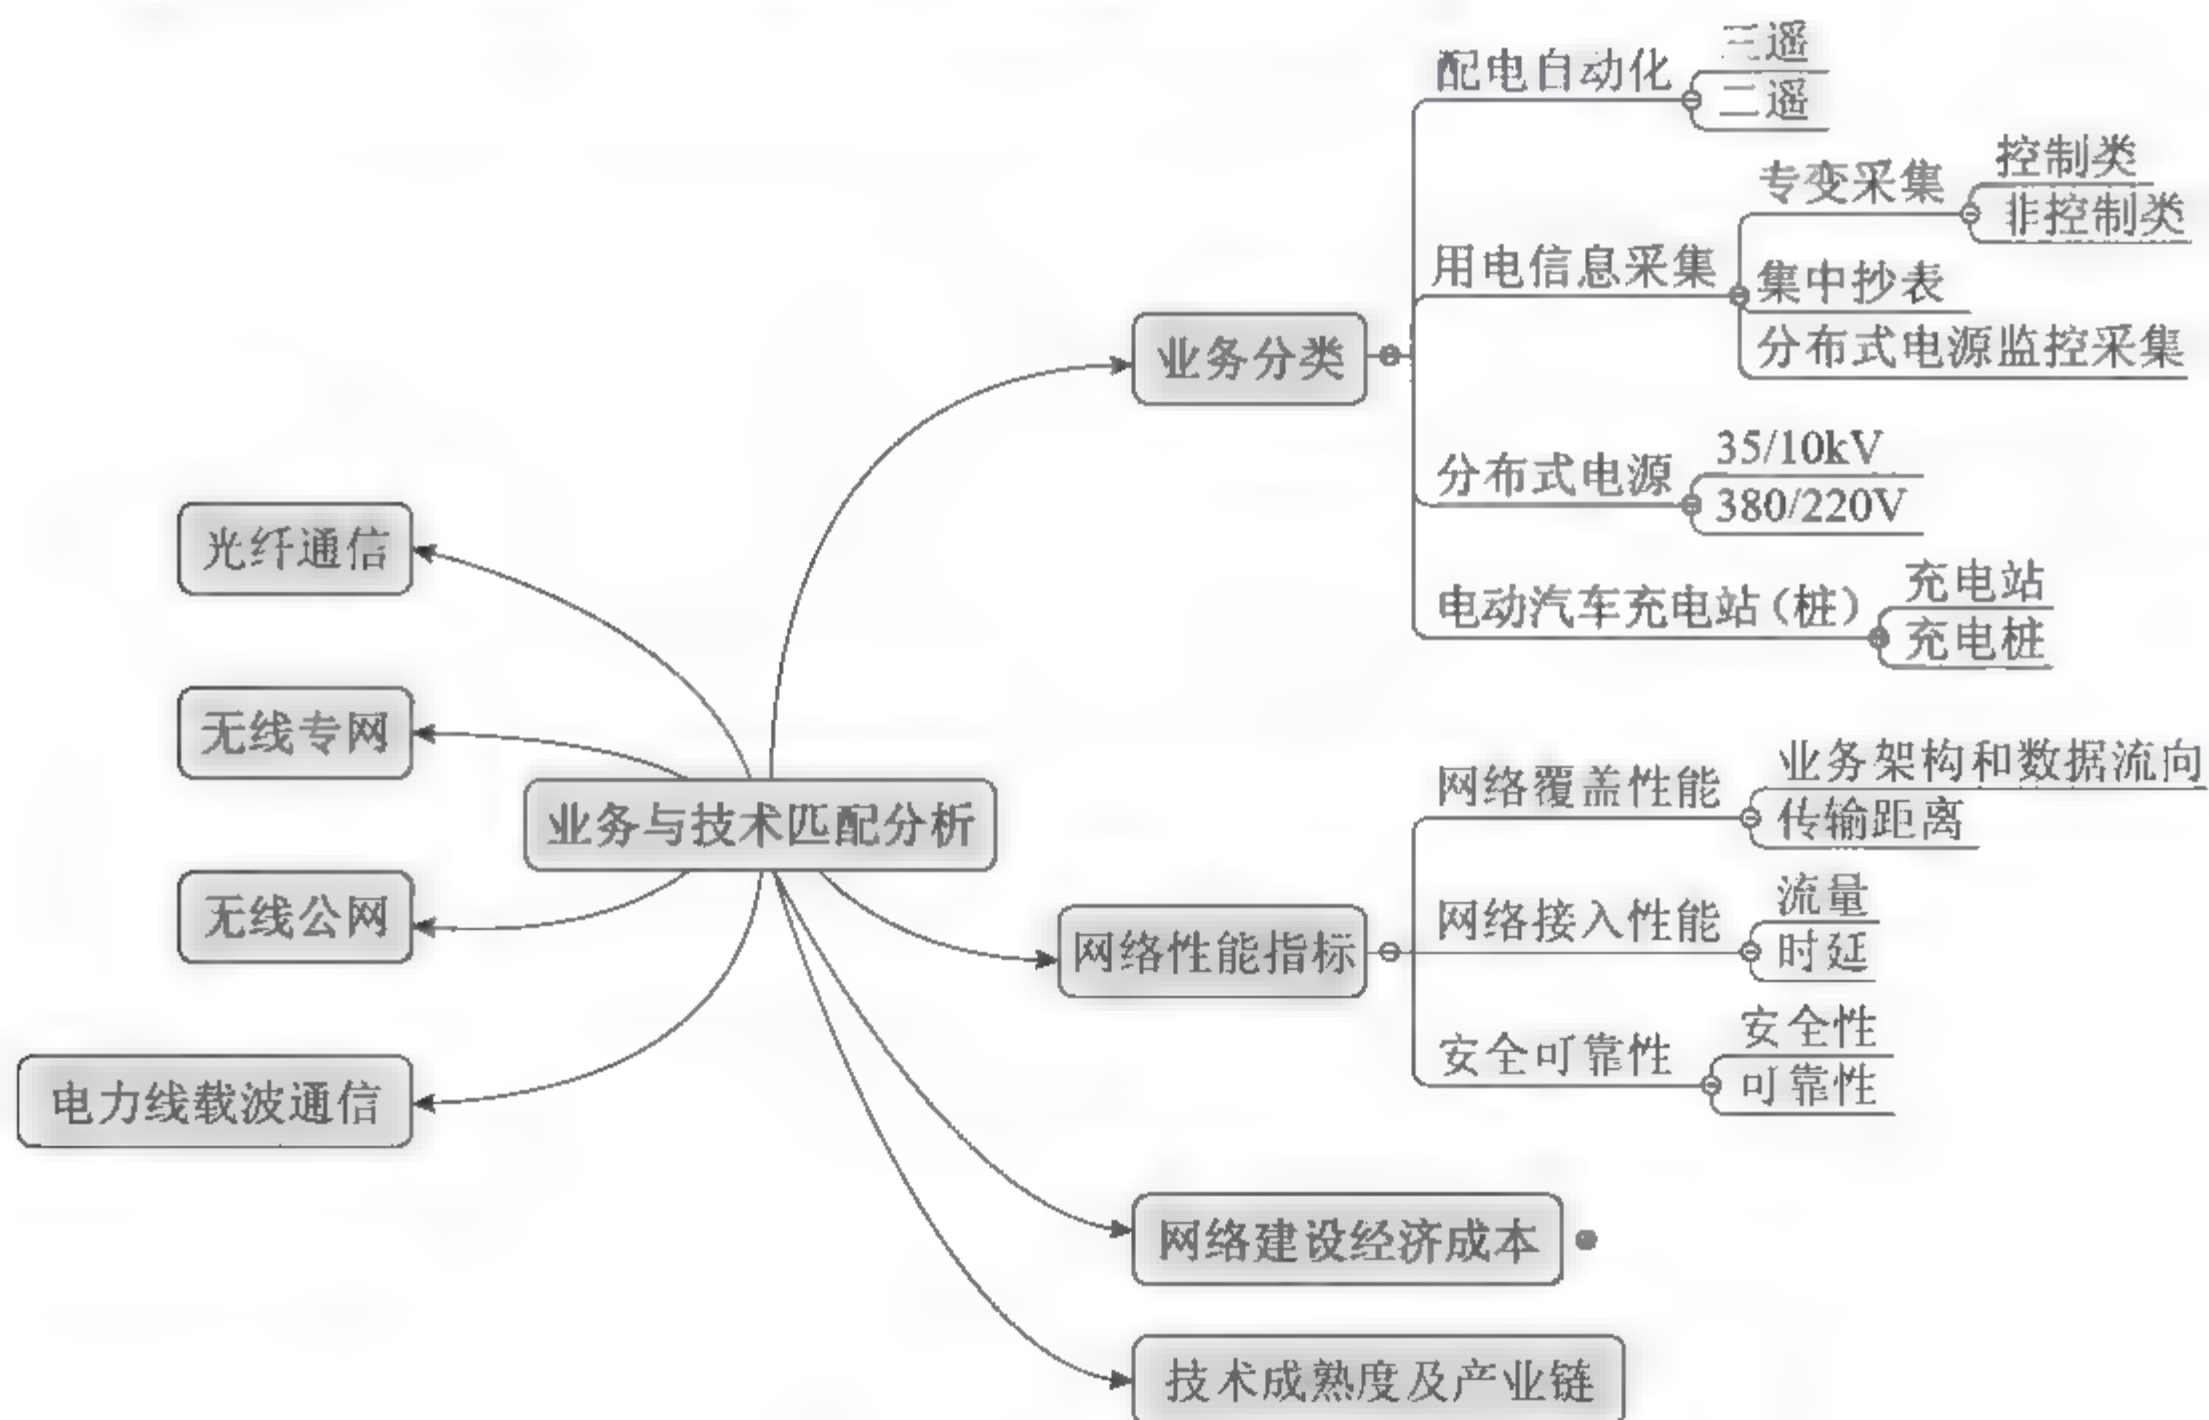 三遥
配电自动化
二遥
控制类
专变采集
非控制类
用电信息采集
集中抄表
分布式电源监控采集
业务分类
35/10kV
分布式电源
380/220V
充电站
电动汽车充电站（桩）
充电桩
光纤通信
无线专网
无线公网
电力线载波通信
业务与技术匹配分析
业务架构和数据流向
网络覆盖性能
传输距离
流量
网络接入性能
时延
网络性能指标
安全性
安全可靠性
可靠性
网络建设经济成本
技术成熟度及产业链